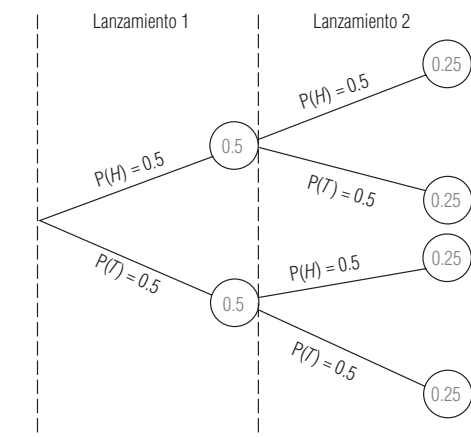 Lanzamiento 1
Lanzamiento 2
0.25
P(H) = 0.5
0.5
P(H) = 0.5
P(T) = 0.5
0.25
0.25
P(H) = 0.5
P(T) = 0.5
0.5
P(T) = 0.5
0.25